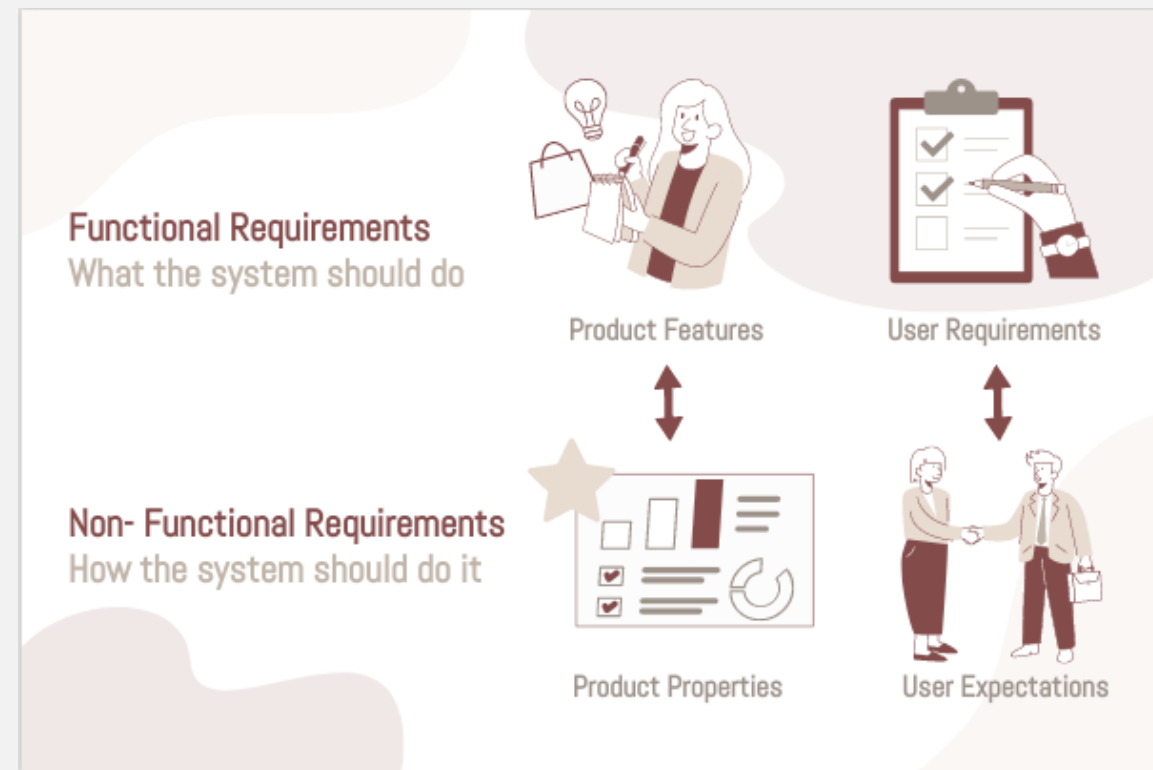 Functional Requirements
What the system should do
Product Features
User Requirements
Non- Functional Requirements
How the system should do it
Product Properties
User Expectations